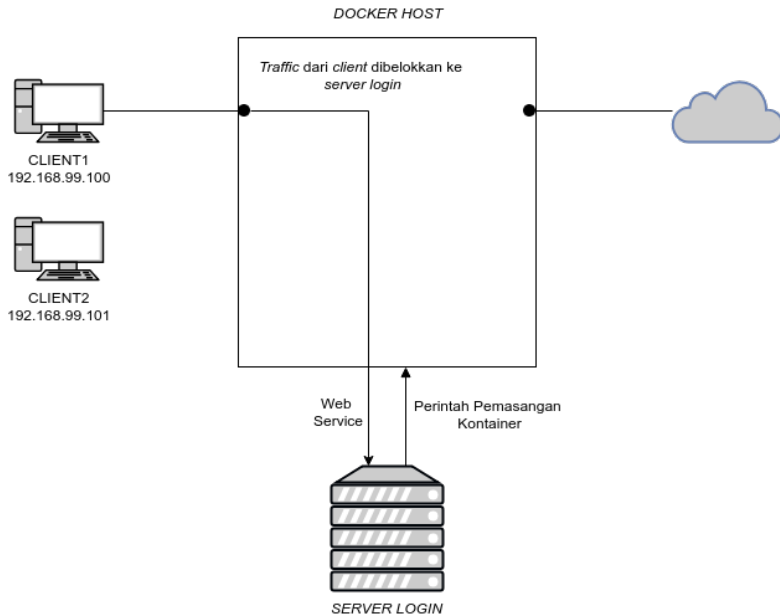 DOCKER HOST
Traffic dari client dibelokkan ke
server login
CLIENT1
192.168.99.100
CLIENT2
192.168.99.101
Web
Service
Perintah Pemasangan
Kontainer
SERVER LOGIN